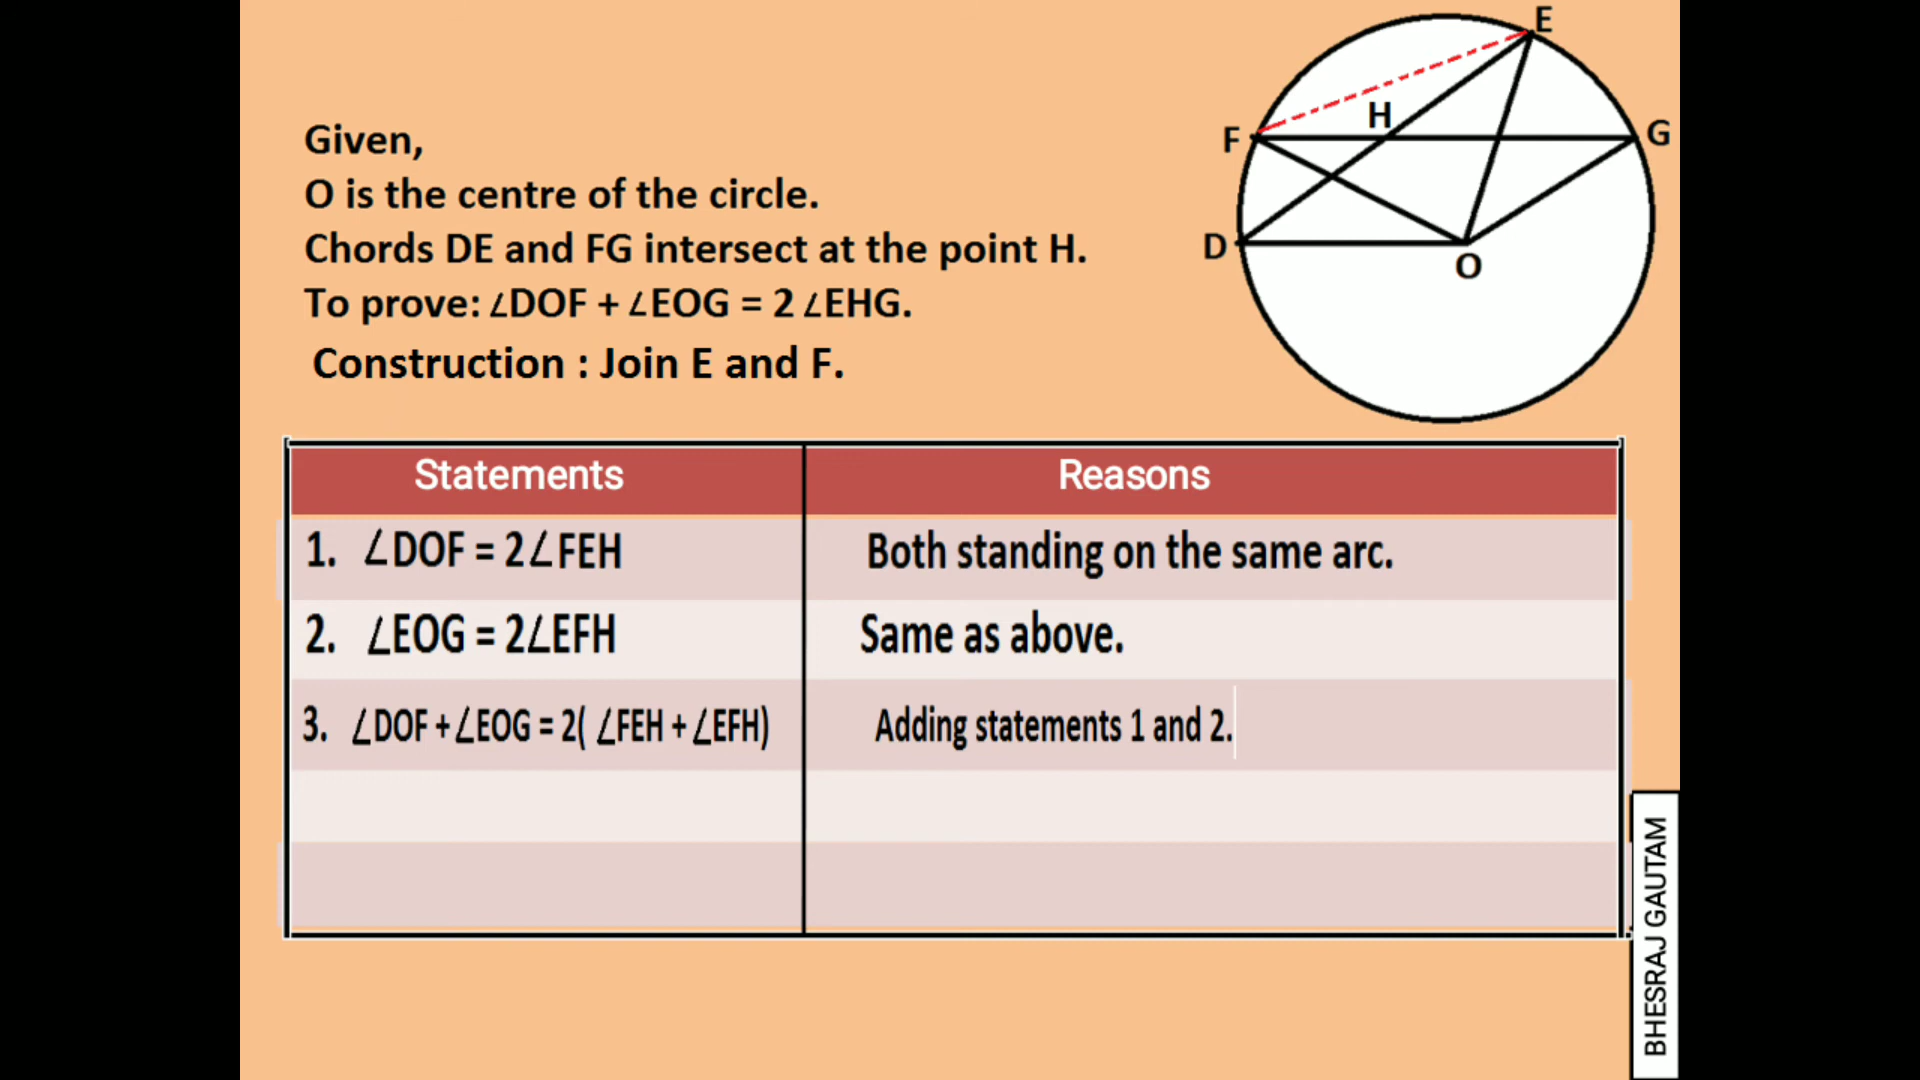 E
F
H
G
D
O
Given,
O is the centre of the circle.
Chords DE and FG intersect at the point H.
To prove: ∠DOF + ∠EOG = 2 ∠EHG.
Construction : Join E and F.
Statements
Reasons
1. ∠DOF = 2∠FEH
Both standing on the same arc.
2. ∠EOG = 2∠EFH
Same as above.
3. ∠DOF + ∠EOG = 2( ∠FEH + ∠EFH)
Adding statements 1 and 2.
BHESRAJ GAUTAM